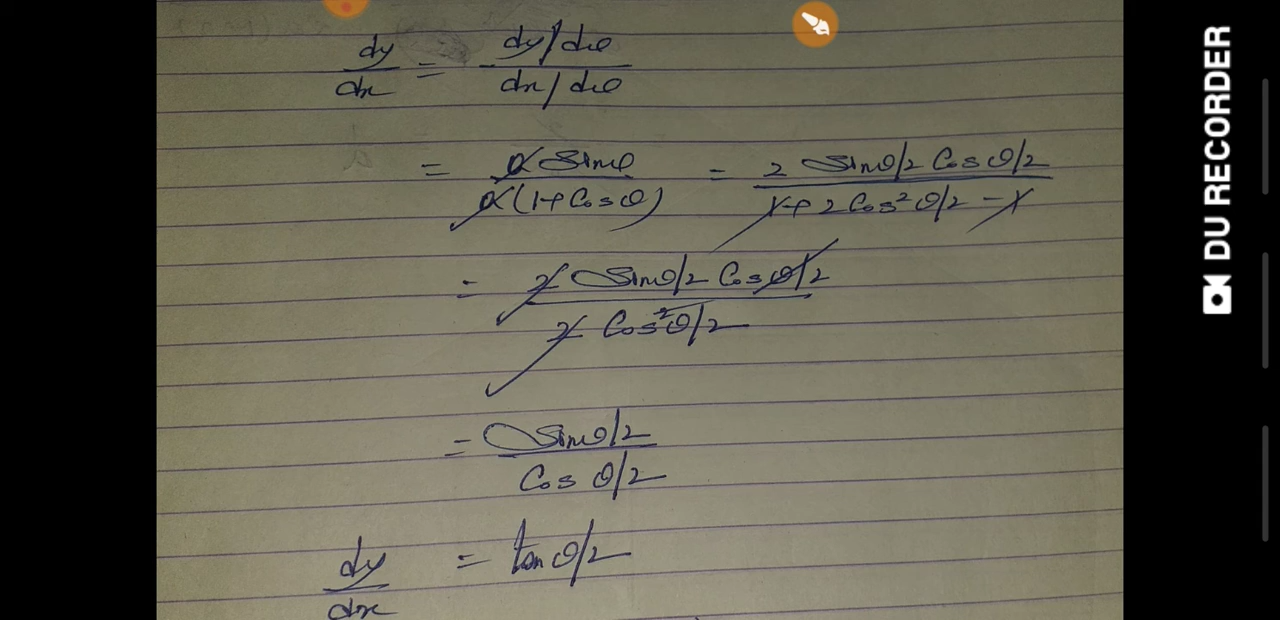 dy/dx = dy/dθ / dx/dθ
= a sinθ / a(1+Cosθ) = 2 Sinθ/2 Cosθ/2 / 1+2Cos²θ/2-1
= 2 Sinθ/2 Cosθ/2 / 2 Cos²θ/2
= Sinθ/2 / Cosθ/2
dy/dx = tanθ/2
DU RECORDER